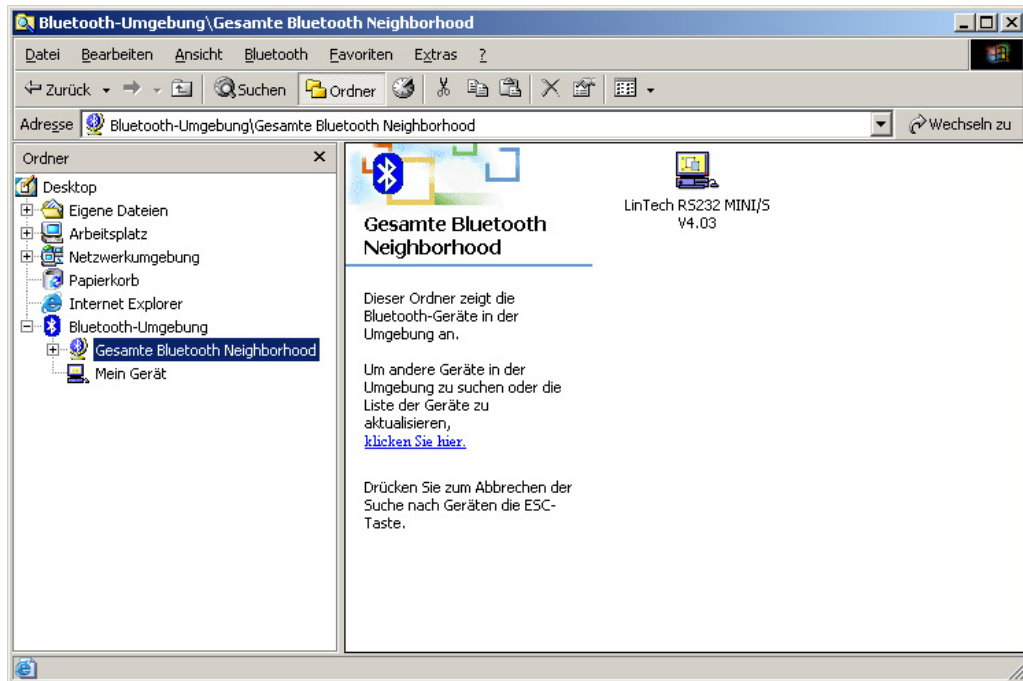 Bluetooth-Umgebung\Gesamte Bluetooth Neighborhood
Datei Bearbeiten Ansicht Bluetooth Favoriten Extras ?
Zurück Suchen Ordner
Adresse Bluetooth-Umgebung\Gesamte Bluetooth Neighborhood Wechseln zu
Ordner
Desktop
Eigene Dateien
Arbeitsplatz
Netzwerkumgebung
Papierkorb
Internet Explorer
Bluetooth-Umgebung
Gesamte Bluetooth Neighborhood
Mein Gerät
Gesamte Bluetooth
Neighborhood
Dieser Ordner zeigt die
Bluetooth-Geräte in der
Umgebung an.
Um andere Geräte in der
Umgebung zu suchen oder die
Liste der Geräte zu
aktualisieren,
klicken Sie hier.
Drücken Sie zum Abbrechen der
Suche nach Geräten die ESC-
Taste.
LinTech RS232 MINI/S
V4.03